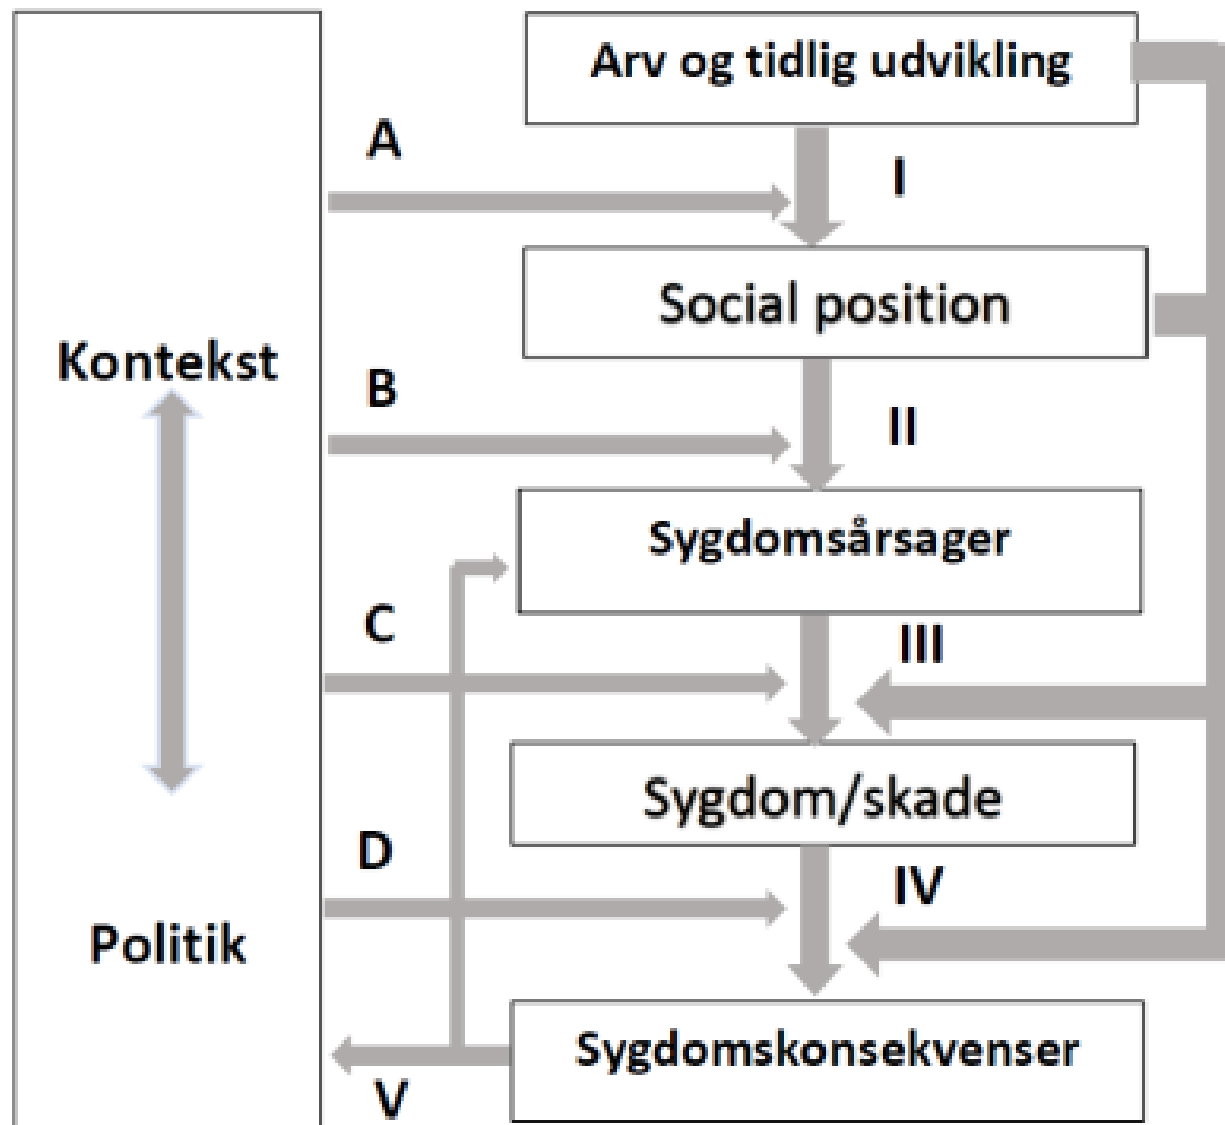 Arv og tidlig udvikling
A
I
Social position
Kontekst
B
II
Sygdomsårsager
C
III
Sygdom/skade
D
IV
Politik
Sygdomskonsekvenser
V